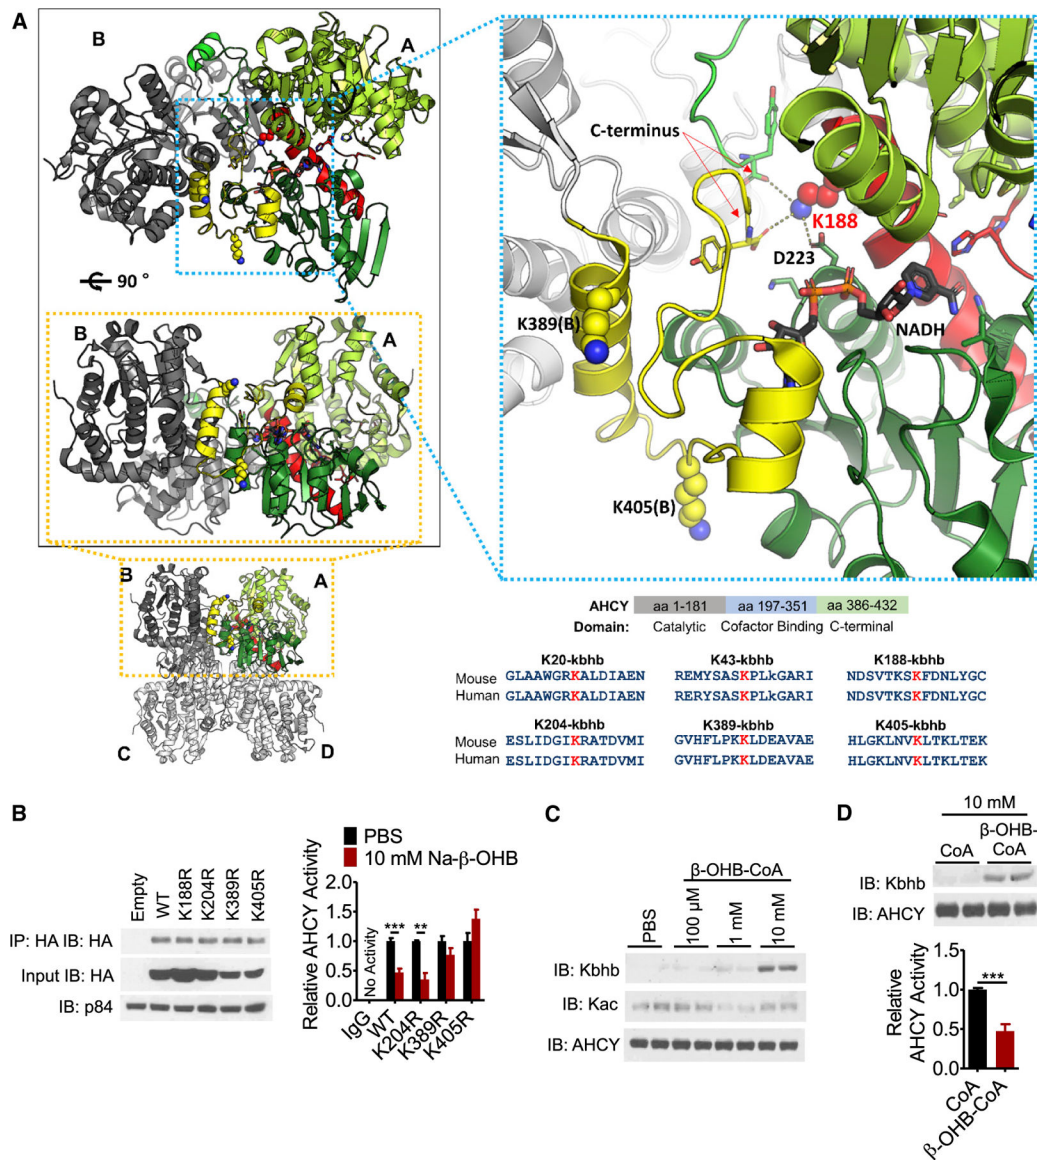 A
B
A
90 °
B
A
B
A
C
D
C-terminus
K188
D223
K389(B)
NADH
K405(B)
AHCY aa 1-181 aa 197-351 aa 386-432
Domain: Catalytic Cofactor Binding C-terminal
K20-kbhb K43-kbhb K188-kbhb
Mouse GLAAWGRKALDIAEN REMYSASKPLkGARI NDSVTKSKFDNLYGC
Human GLAAWGRKALDIAEN RERYSASKPLkGARI NDSVTKSKFDNLYGC
K204-kbhb K389-kbhb K405-kbhb
Mouse ESLIDGIKRATDVMI GVHFLPKKLDEAVAE HLGKLNVKLTKLTEK
Human ESLIDGIKRATDVMI GVHFLPKKLDEAVAE HLGKLNVKLTKLTEK
B
Empty
WT
K188R
K204R
K389R
K405R
IP: HA IB: HA
Input IB: HA
IB: p84
PBS
10 mM Na-β-OHB
Relative AHCY Activity
2.0
1.5
1.0
0.5
0
*** **
No Activity
IgG
WT
K204R
K389R
K405R
C
β-OHB-CoA
PBS
100 µM
1 mM
10 mM
IB: Kbhb
IB: Kac
IB: AHCY
D
10 mM
CoA
β-OHB-
CoA
IB: Kbhb
IB: AHCY
Relative
AHCY Activity
***
1.0
0.5
0.0
CoA
β-OHB-CoA